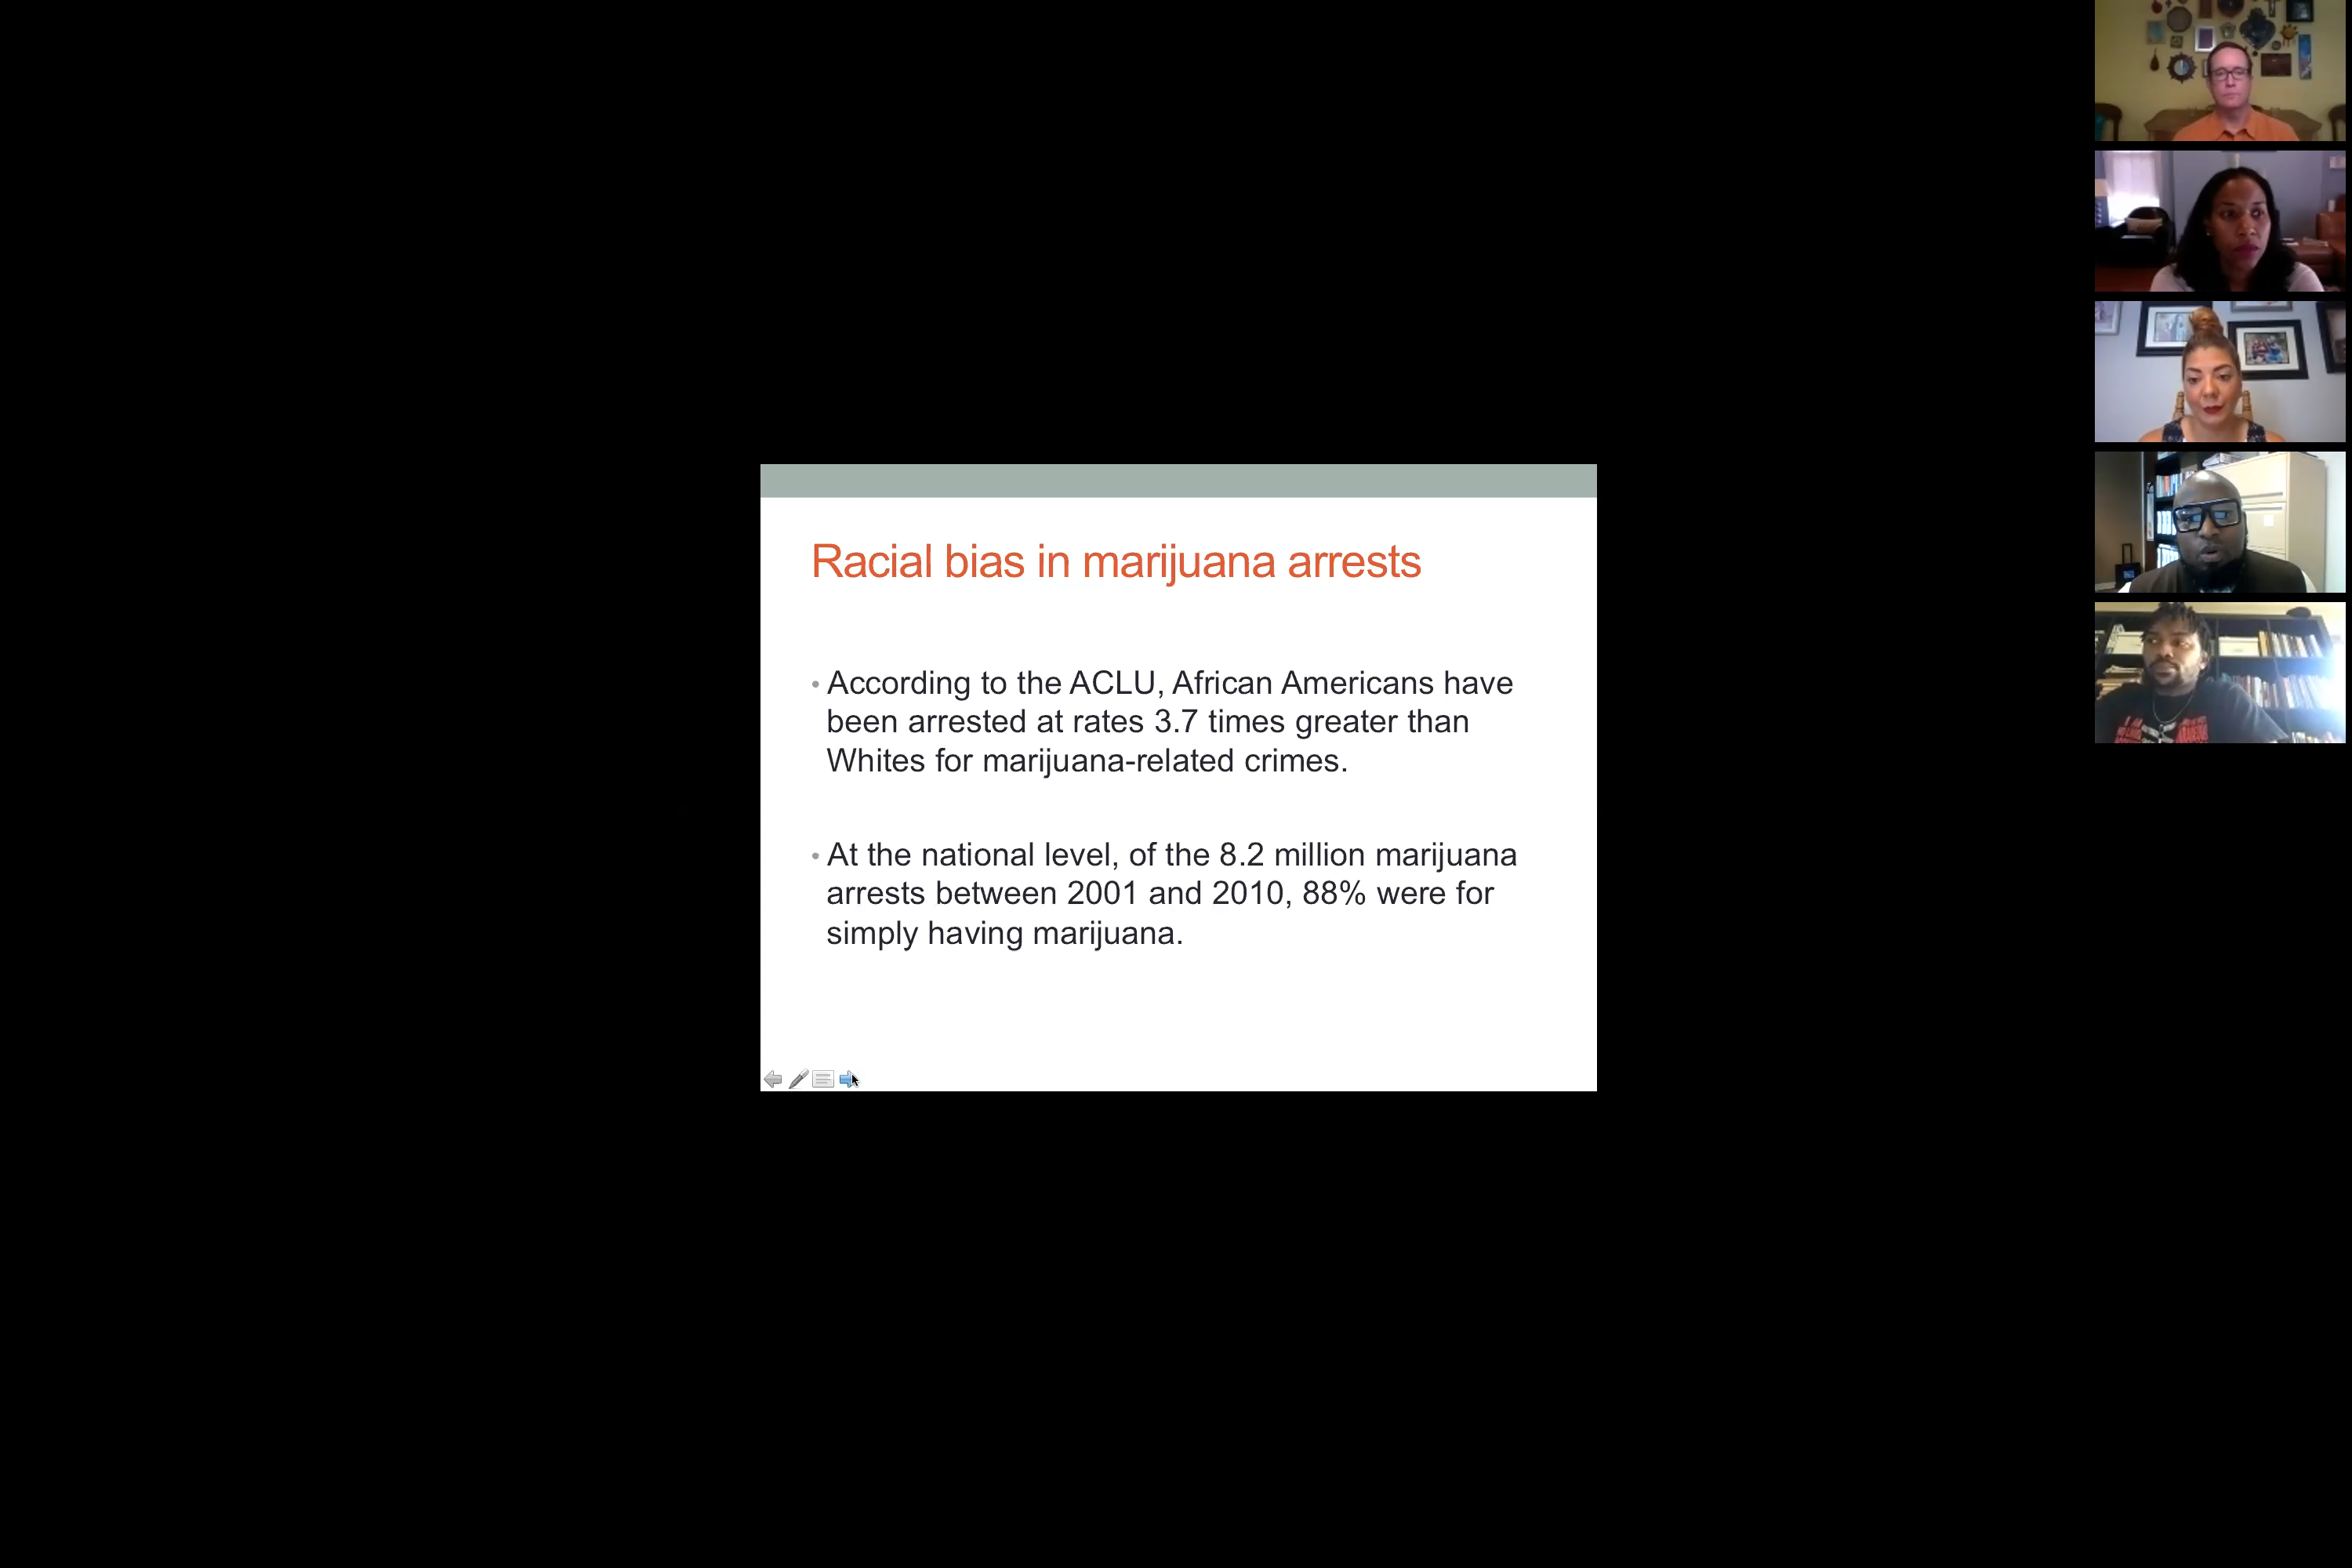 Racial bias in marijuana arrests
• According to the ACLU, African Americans have
been arrested at rates 3.7 times greater than
Whites for marijuana-related crimes.
• At the national level, of the 8.2 million marijuana
arrests between 2001 and 2010, 88% were for
simply having marijuana.